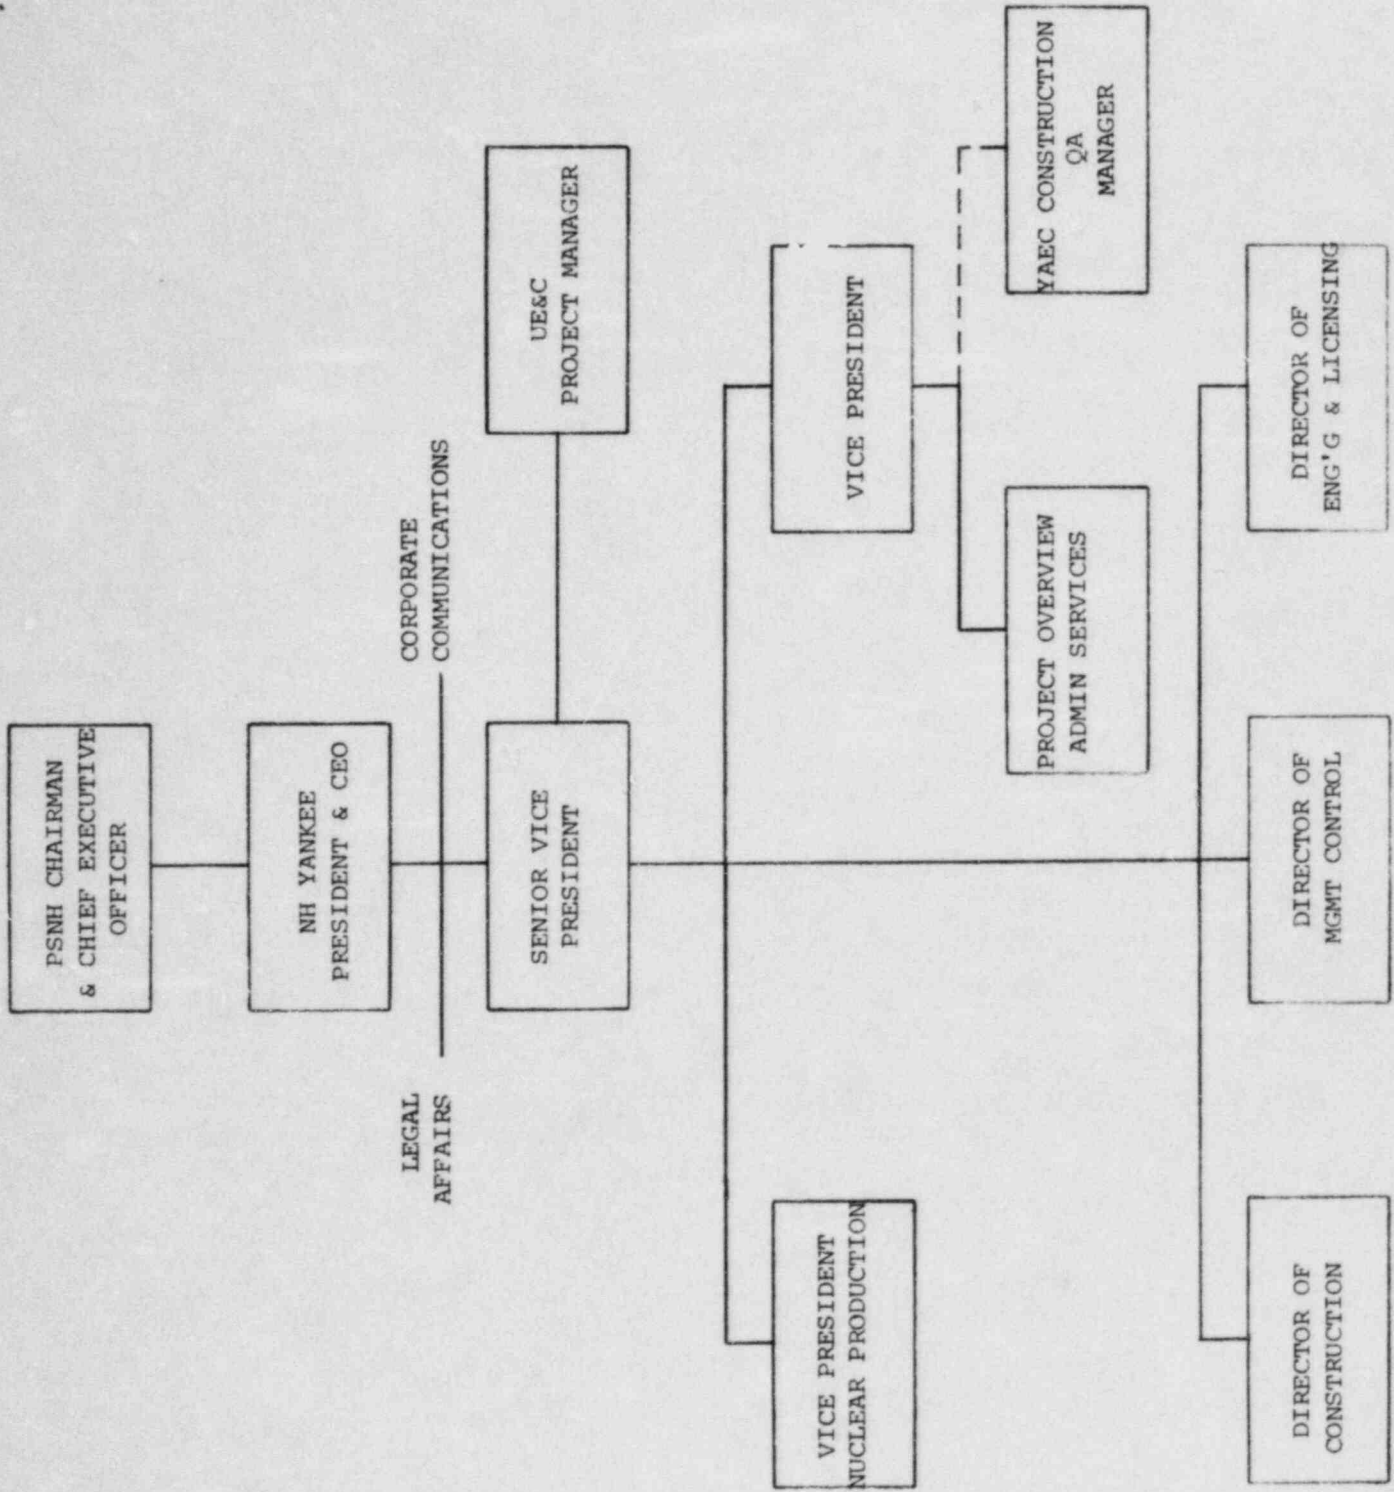 PSNH CHAIRMAN
& CHIEF EXECUTIVE
OFFICER
NH YANKEE
PRESIDENT & CEO
LEGAL
AFFAIRS
CORPORATE
COMMUNICATIONS
SENIOR VICE
PRESIDENT
UE&C
PROJECT MANAGER
VICE PRESIDENT
NUCLEAR PRODUCTION
VICE PRESIDENT
PROJECT OVERVIEW
ADMIN SERVICES
YAEC CONSTRUCTION
QA
MANAGER
DIRECTOR OF
CONSTRUCTION
DIRECTOR OF
MGMT CONTROL
DIRECTOR OF
ENG'G & LICENSING